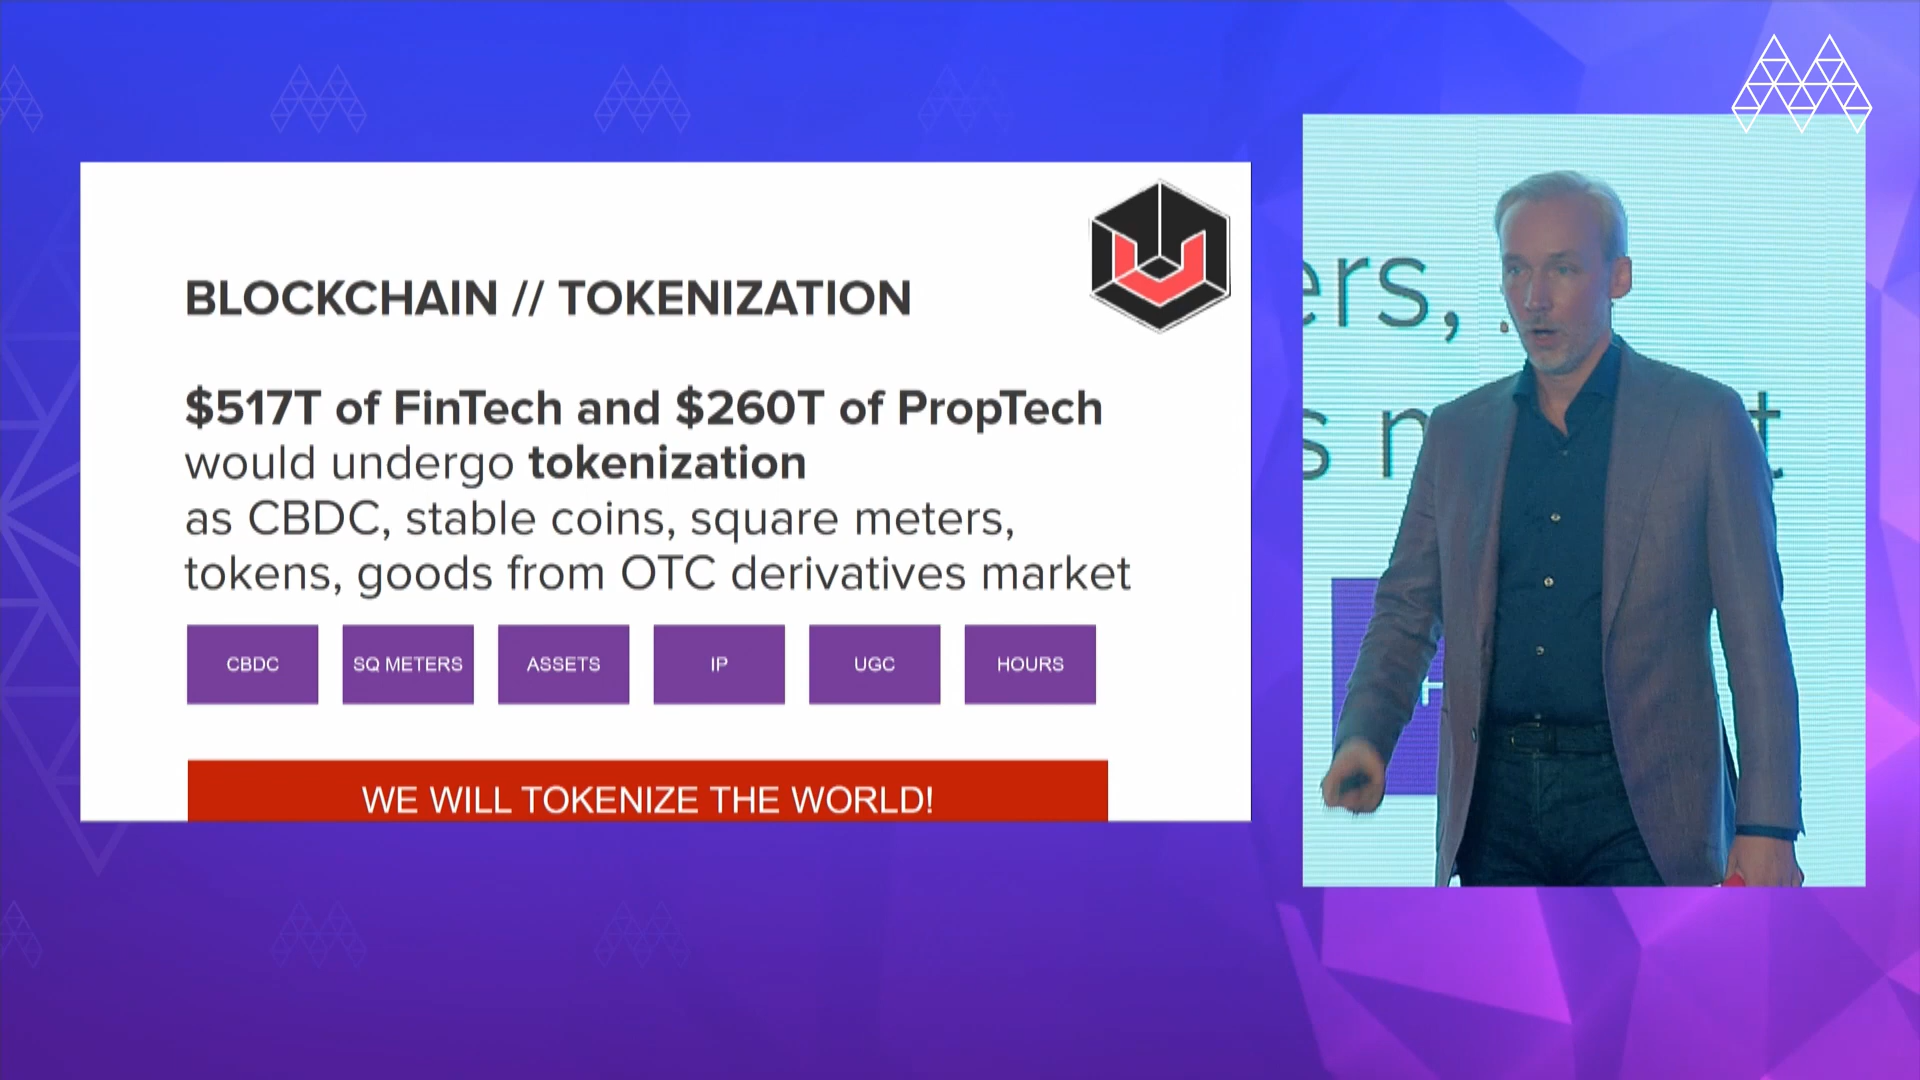 BLOCKCHAIN // TOKENIZATION
$517T of FinTech and $260T of PropTech
would undergo tokenization
as CBDC, stable coins, square meters,
tokens, goods from OTC derivatives market
CBDC
SQ METERS
ASSETS
IP
UGC
HOURS
WE WILL TOKENIZE THE WORLD!
ers,
s m t
H